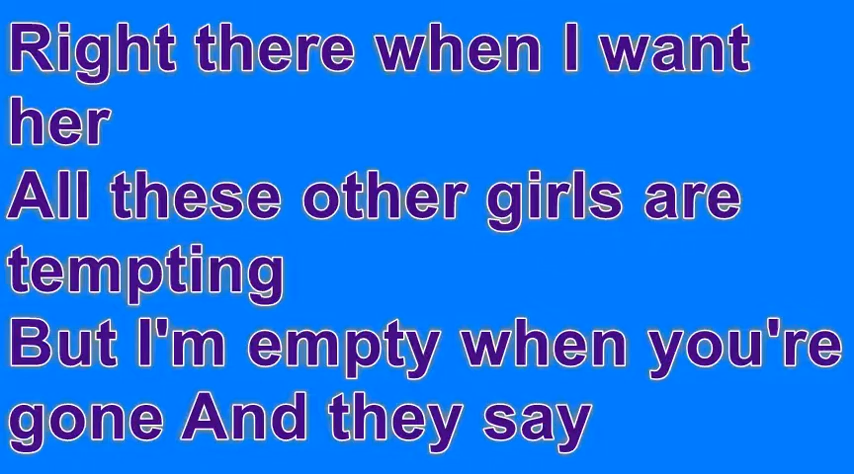 Right there when I want
her
All these other girls are
tempting
But I'm empty when you're
gone And they say